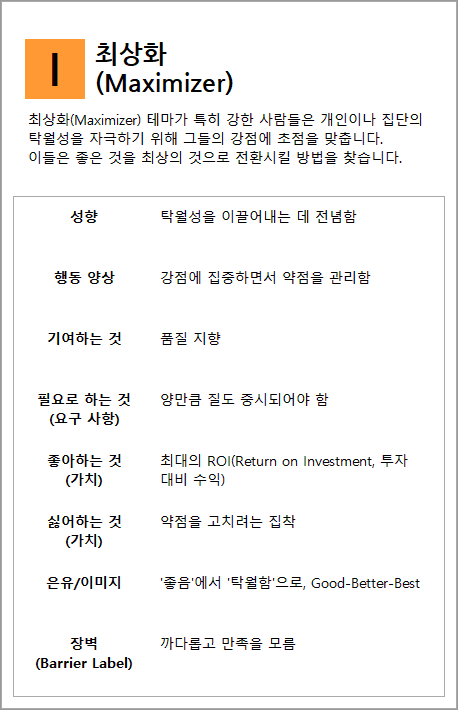 I
최상화
(Maximizer)
최상화(Maximizer) 테마가 특히 강한 사람들은 개인이나 집단의
탁월성을 자극하기 위해 그들의 강점에 초점을 맞춥니다.
이들은 좋은 것을 최상의 것으로 전환시킬 방법을 찾습니다.
성향 탁월성을 이끌어내는 데 전념함
행동 양상 강점에 집중하면서 약점을 관리함
기여하는 것 품질 지향
필요로 하는 것 양만큼 질도 중시되어야 함
(요구 사항)
좋아하는 것 최대의 ROI(Return on Investment, 투자
(가치) 대비 수익)
싫어하는 것 약점을 고치려는 집착
(가치)
은유/이미지 '좋음'에서 '탁월함'으로, Good-Better-Best
장벽 까다롭고 만족을 모름
(Barrier Label)